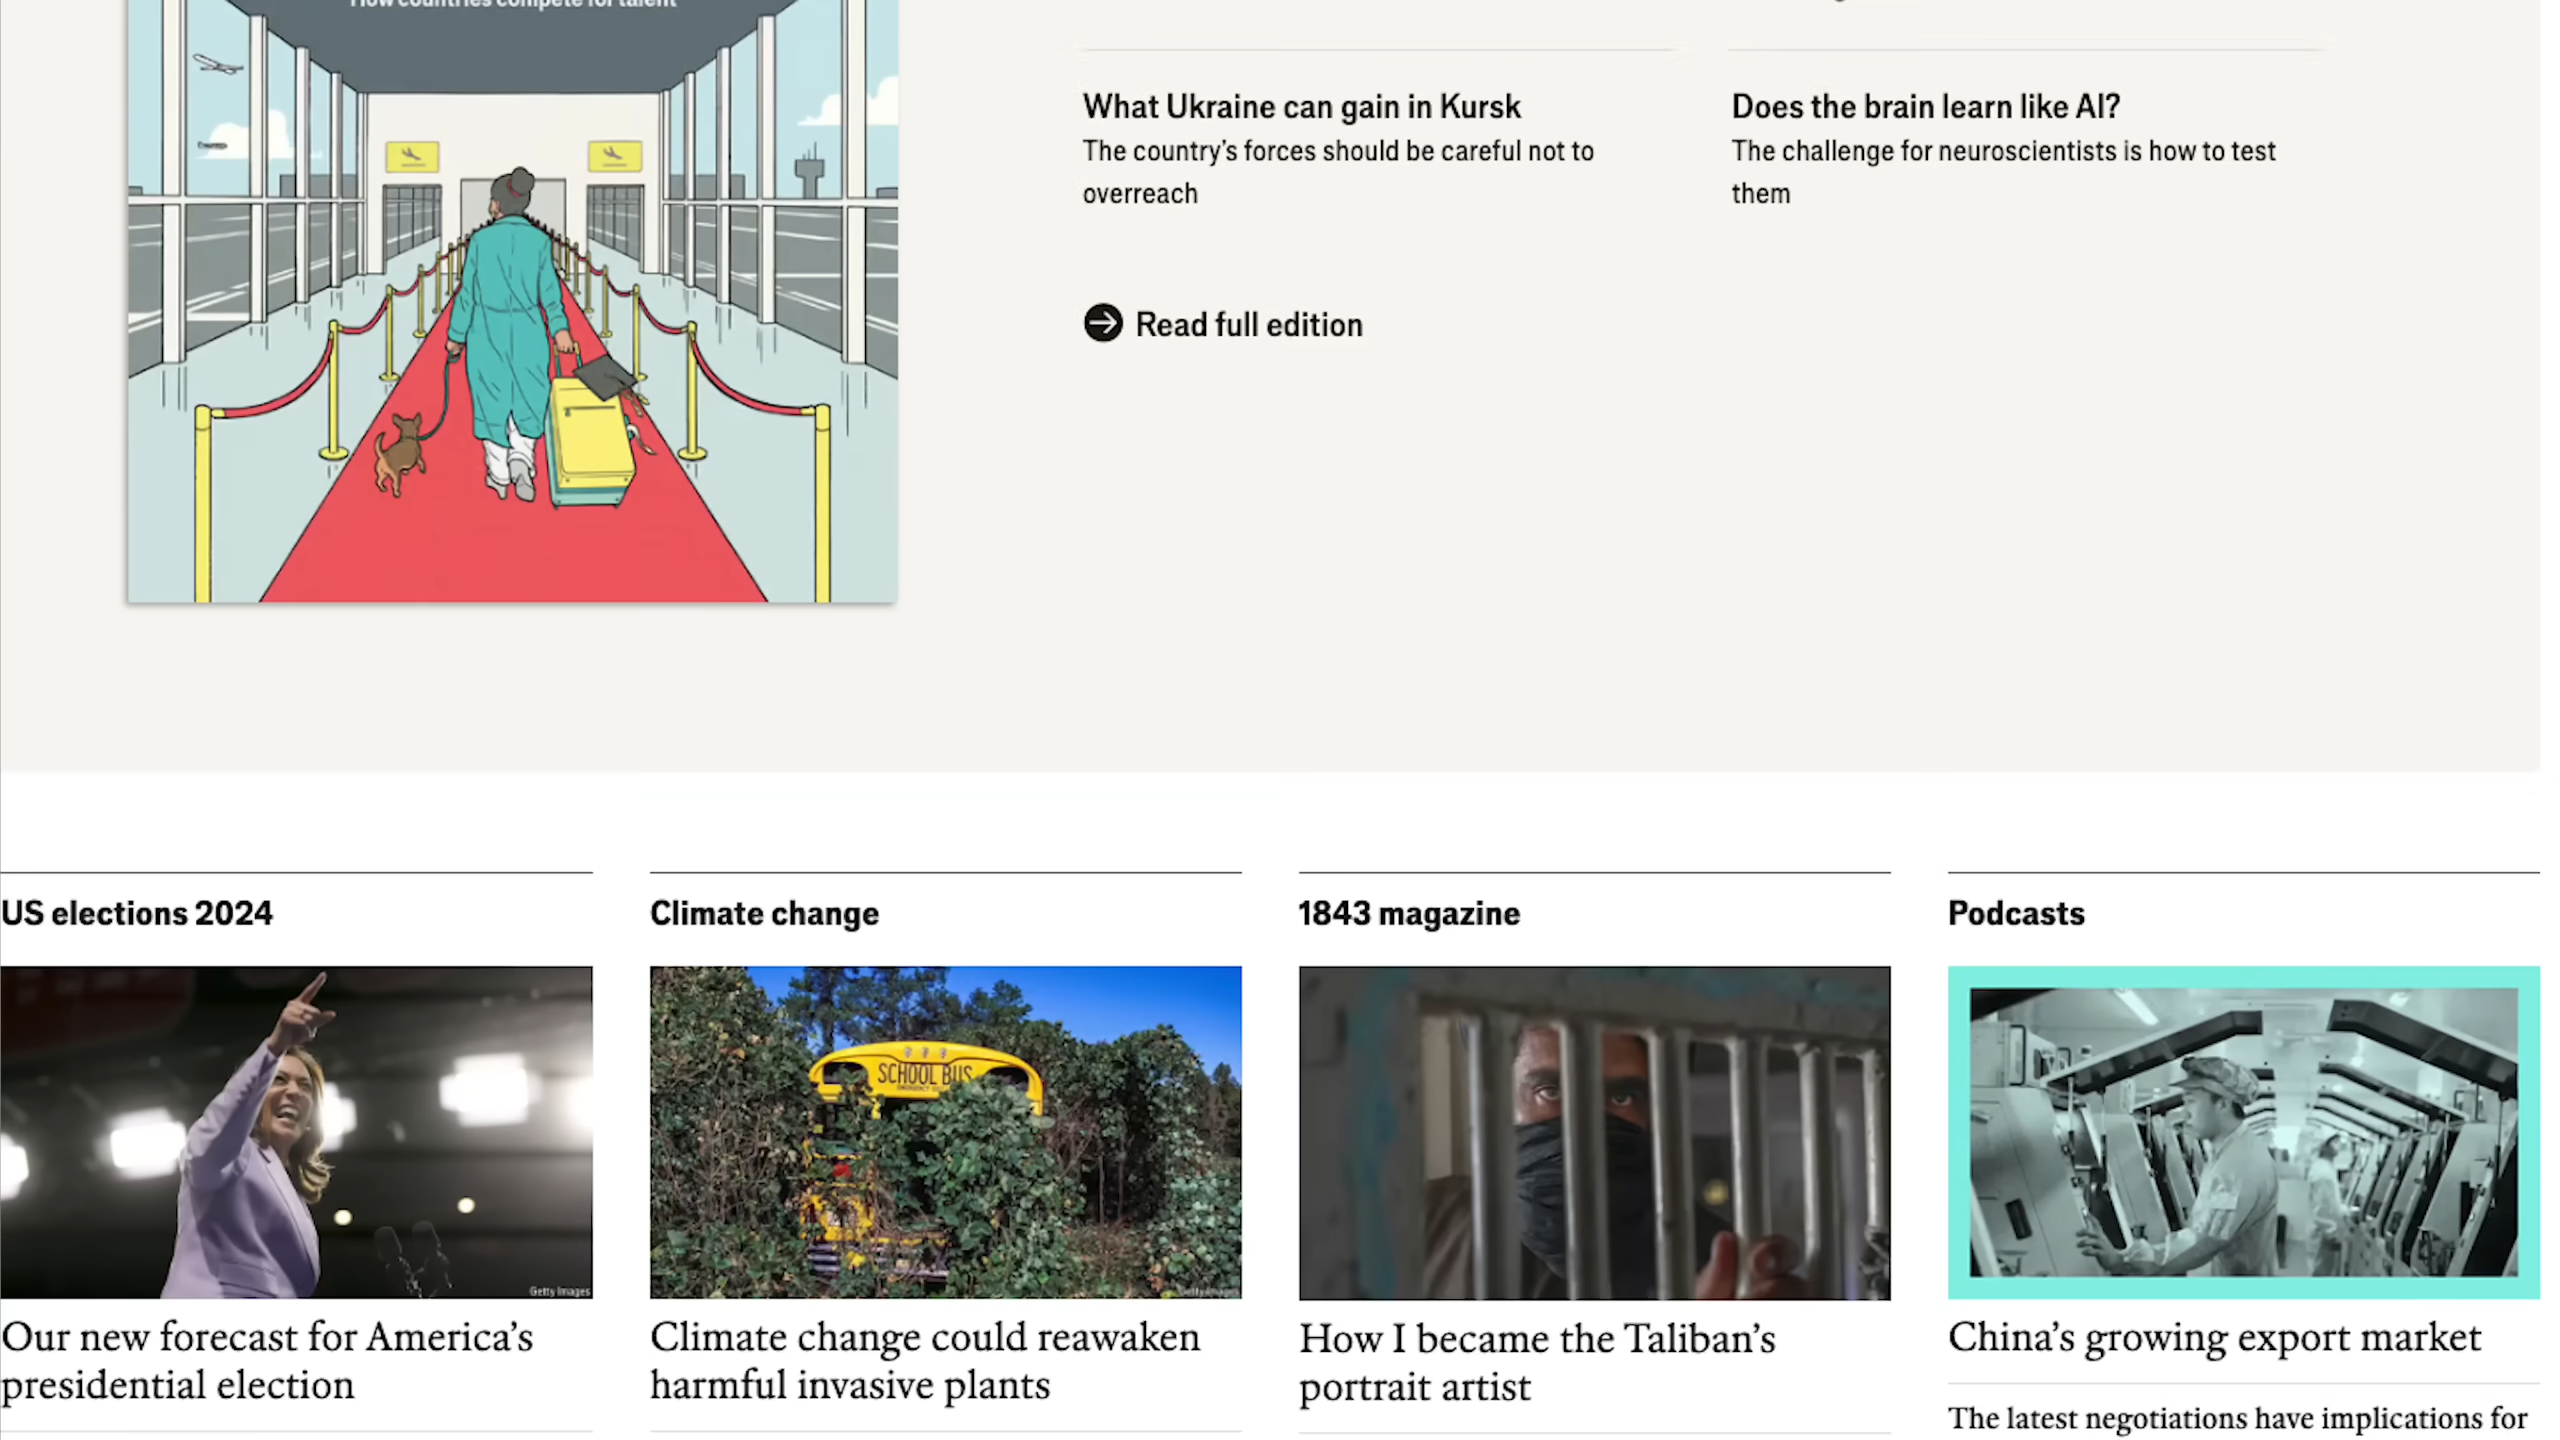 How countries compete for talent
What Ukraine can gain in Kursk
The country's forces should be careful not to
overreach
Does the brain learn like AI?
The challenge for neuroscientists is how to test
them
Read full edition
US elections 2024
Climate change
1843 magazine
Podcasts
SCHOOL BUS
Getty Images
Getty Images
Our new forecast for America's
presidential election
Climate change could reawaken
harmful invasive plants
How I became the Taliban's
portrait artist
China's growing export market
The latest negotiations have implications for